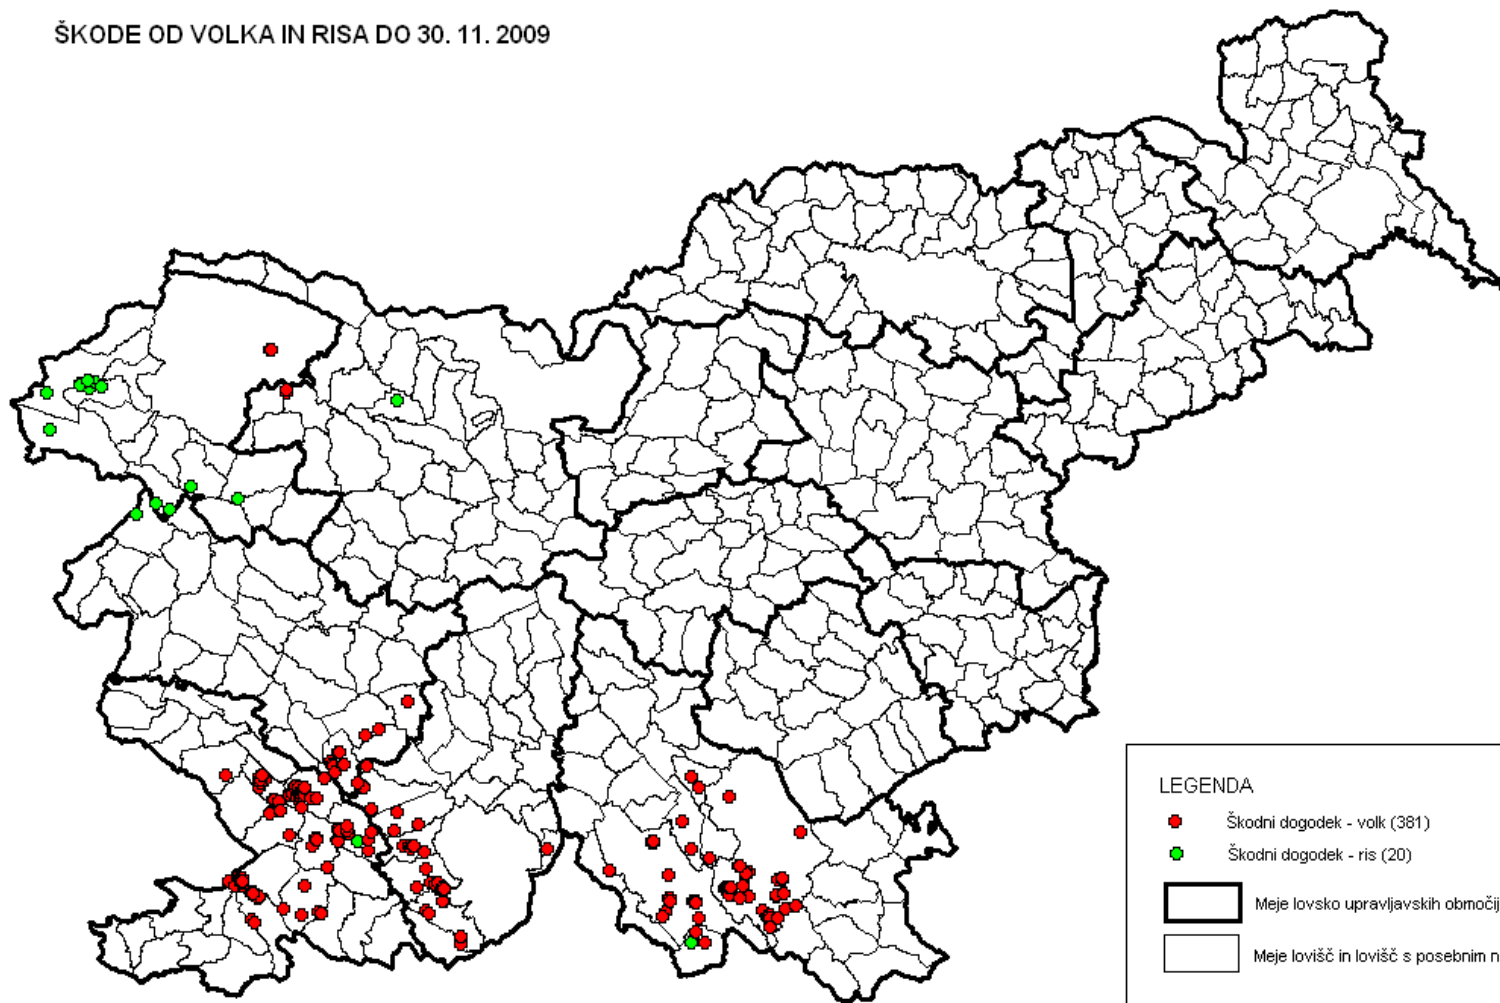 ŠKODE OD VOLKA IN RISA DO 30. 11. 2009
LEGENDA
Škodni dogodek - volk (381)
Škodni dogodek - ris (20)
Meje lovsko upravljavskih območij
Meje lovišč in lovišč s posebnim n